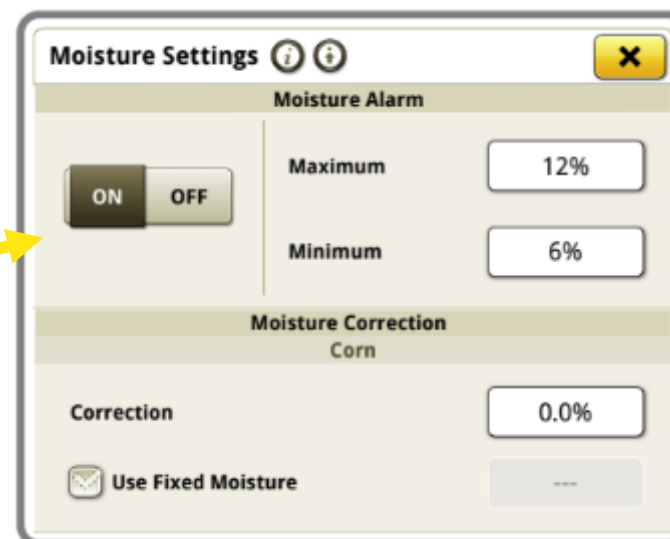 Moisture Settings
Moisture Alarm
ON OFF
Maximum 12%
Minimum 6%
Moisture Correction
Corn
Correction 0.0%
Use Fixed Moisture ---